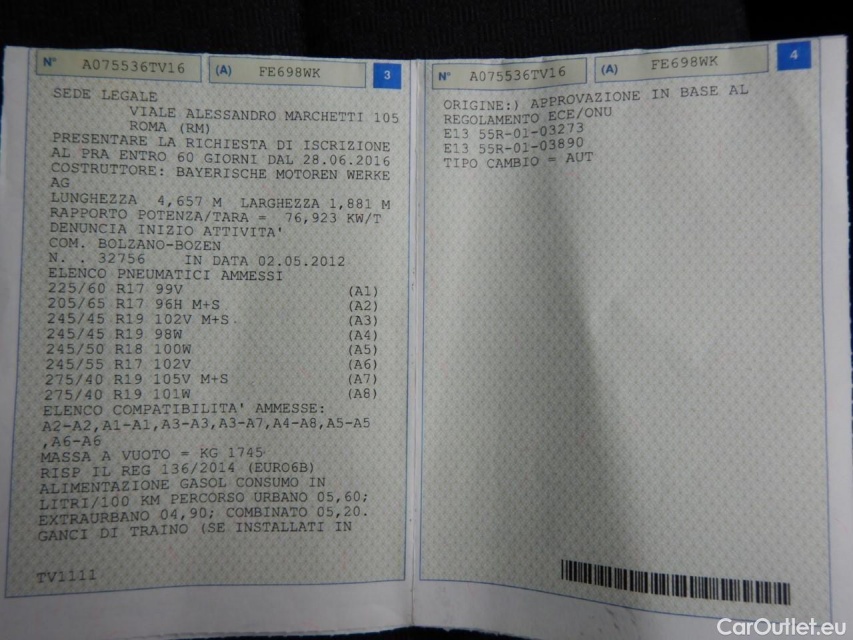 N° A075536TV16 (A) FE698WK 3
SEDE LEGALE
VIALE ALESSANDRO MARCHETTI 105
ROMA (RM)
PRESENTARE LA RICHIESTA DI ISCRIZIONE
AL PRA ENTRO 60 GIORNI DAL 28.06.2016
COSTRUTTORE: BAYERISCHE MOTOREN WERKE
AG
LUNGHEZZA 4,657 M LARGHEZZA 1,881 M
RAPPORTO POTENZA/TARA = 76,923 KW/T
DENUNCIA INIZIO ATTIVITA'
COM. BOLZANO-BOZEN
N. . 32756 IN DATA 02.05.2012
ELENCO PNEUMATICI AMMESSI
225/60 R17 99V (A1)
205/65 R17 96H M+S (A2)
245/45 R19 102V M+S (A3)
245/45 R19 98W (A4)
245/50 R18 100W (A5)
245/55 R17 102V (A6)
275/40 R19 105V M+S (A7)
275/40 R19 101W (A8)
ELENCO COMPATIBILITA' AMMESSE:
A2-A2,A1-A1,A3-A3,A3-A7,A4-A8,A5-A5
,A6-A6
MASSA A VUOTO = KG 1745
RISP IL REG 136/2014 (EURO6B)
ALIMENTAZIONE GASOL CONSUMO IN
LITRI/100 KM PERCORSO URBANO 05,60;
EXTRAURBANO 04,90; COMBINATO 05,20.
GANCI DI TRAINO (SE INSTALLATI IN
TV1111
N° A075536TV16 (A) FE698WK 4
ORIGINE:) APPROVAZIONE IN BASE AL
REGOLAMENTO ECE/ONU
E13 55R-01-03273
E13 55R-01-03890
TIPO CAMBIO = AUT
CarOutlet.eu